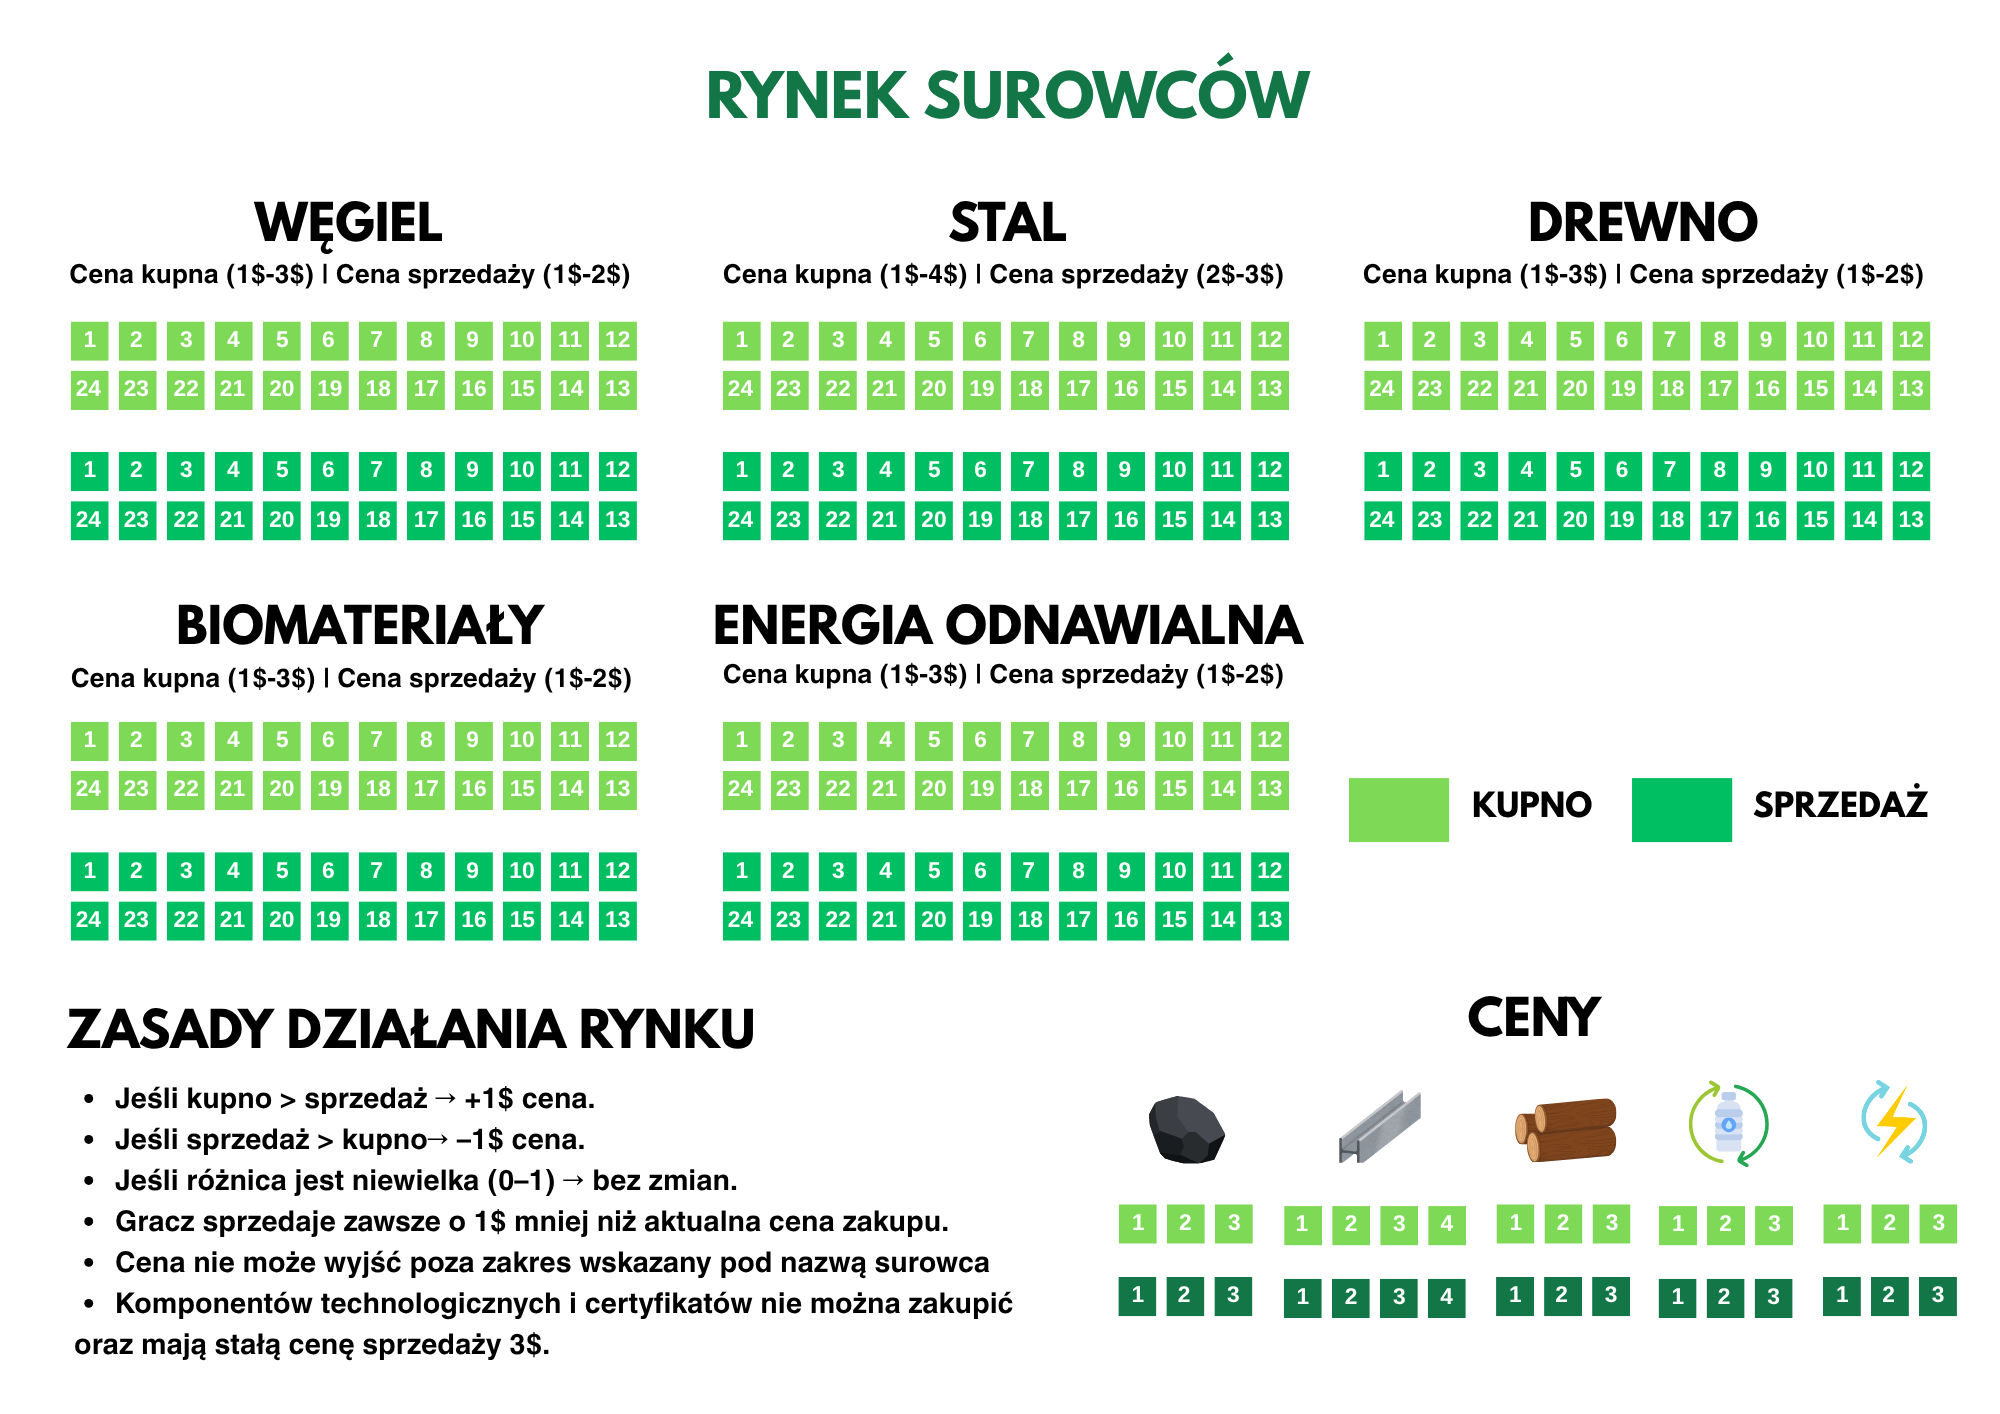 RYNEK SUROWCÓW
WĘGIEL
Cena kupna (1$-3$) | Cena sprzedaży (1$-2$)
1 2 3 4 5 6 7 8 9 10 11 12
24 23 22 21 20 19 18 17 16 15 14 13
1 2 3 4 5 6 7 8 9 10 11 12
24 23 22 21 20 19 18 17 16 15 14 13
STAL
Cena kupna (1$-4$) | Cena sprzedaży (2$-3$)
1 2 3 4 5 6 7 8 9 10 11 12
24 23 22 21 20 19 18 17 16 15 14 13
1 2 3 4 5 6 7 8 9 10 11 12
24 23 22 21 20 19 18 17 16 15 14 13
DREWNO
Cena kupna (1$-3$) | Cena sprzedaży (1$-2$)
1 2 3 4 5 6 7 8 9 10 11 12
24 23 22 21 20 19 18 17 16 15 14 13
1 2 3 4 5 6 7 8 9 10 11 12
24 23 22 21 20 19 18 17 16 15 14 13
BIOMATERIAŁY
Cena kupna (1$-3$) | Cena sprzedaży (1$-2$)
1 2 3 4 5 6 7 8 9 10 11 12
24 23 22 21 20 19 18 17 16 15 14 13
1 2 3 4 5 6 7 8 9 10 11 12
24 23 22 21 20 19 18 17 16 15 14 13
ENERGIA ODNAWIALNA
Cena kupna (1$-3$) | Cena sprzedaży (1$-2$)
1 2 3 4 5 6 7 8 9 10 11 12
24 23 22 21 20 19 18 17 16 15 14 13
1 2 3 4 5 6 7 8 9 10 11 12
24 23 22 21 20 19 18 17 16 15 14 13
KUPNO SPRZEDAŻ
ZASADY DZIAŁANIA RYNKU
• Jeśli kupno > sprzedaż → +1$ cena.
• Jeśli sprzedaż > kupno→ –1$ cena.
• Jeśli różnica jest niewielka (0–1) → bez zmian.
• Gracz sprzedaje zawsze o 1$ mniej niż aktualna cena zakupu.
• Cena nie może wyjść poza zakres wskazany pod nazwą surowca
• Komponentów technologicznych i certyfikatów nie można zakupić
oraz mają stałą cenę sprzedaży 3$.
CENY
1 2 3 1 2 3 4 1 2 3 1 2 3 1 2 3
1 2 3 1 2 3 4 1 2 3 1 2 3 1 2 3